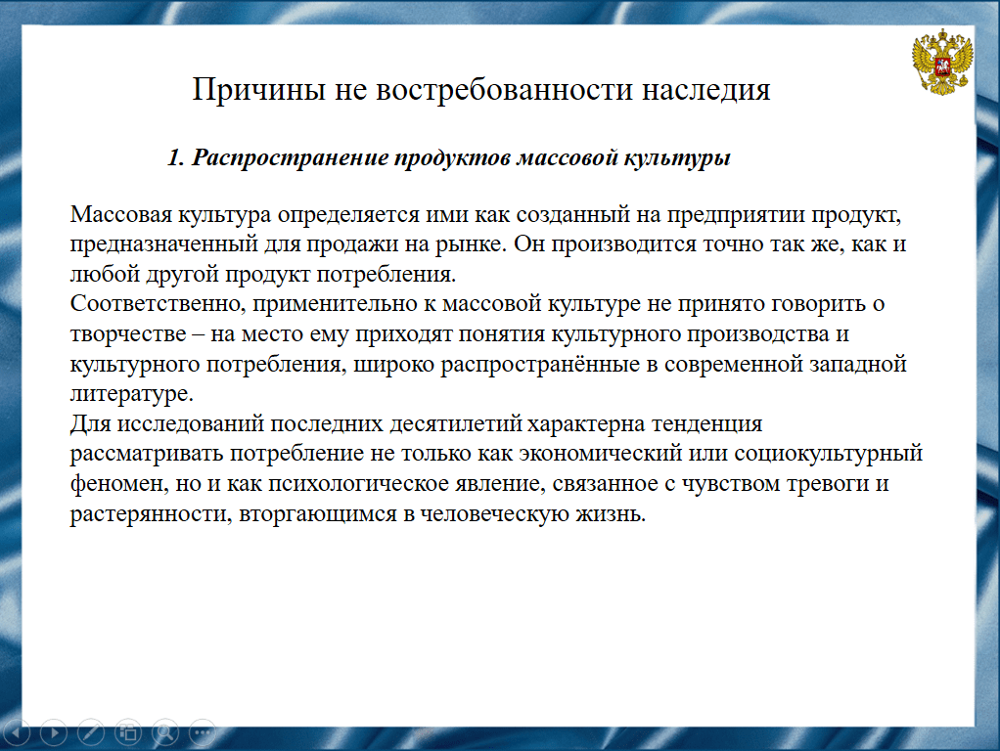 Причины не востребованности наследия
1. Распространение продуктов массовой культуры
Массовая культура определяется ими как созданный на предприятии продукт,
предназначенный для продажи на рынке. Он производится точно так же, как и
любой другой продукт потребления.
Соответственно, применительно к массовой культуре не принято говорить о
творчестве – на место ему приходят понятия культурного производства и
культурного потребления, широко распространённые в современной западной
литературе.
Для исследований последних десятилетий характерна тенденция
рассматривать потребление не только как экономический или социокультурный
феномен, но и как психологическое явление, связанное с чувством тревоги и
растерянности, вторгающимся в человеческую жизнь.